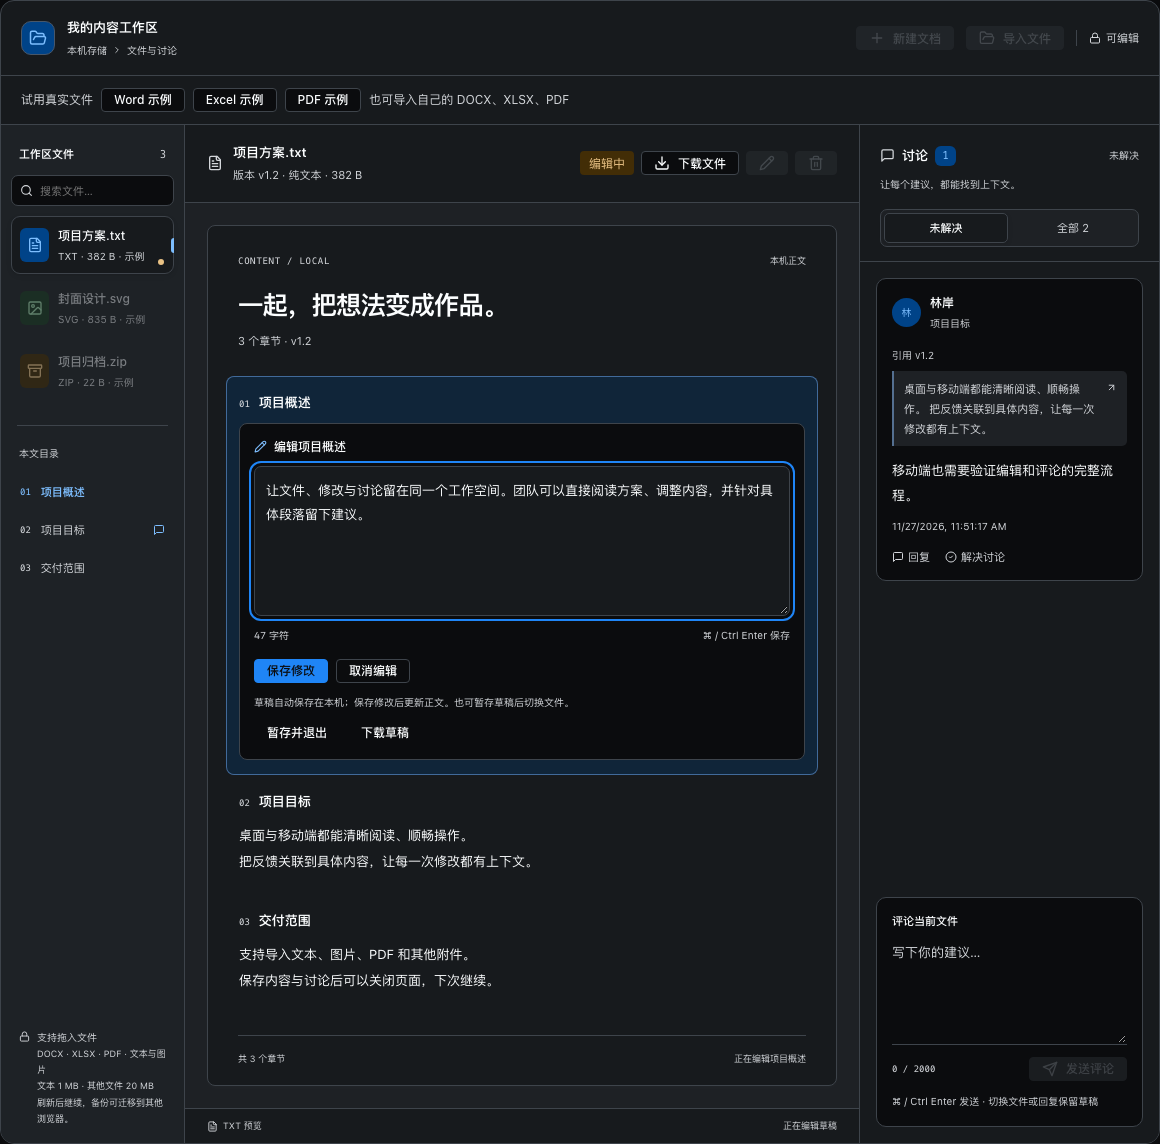 我的内容工作区
本机存储 > 文件与讨论
新建文档
导入文件
可编辑
试用真实文件
Word 示例
Excel 示例
PDF 示例
也可导入自己的 DOCX、XLSX、PDF
工作区文件
3
搜索文件...
项目方案.txt
TXT · 382 B · 示例
封面设计.svg
SVG · 835 B · 示例
项目归档.zip
ZIP · 22 B · 示例
本文目录
01 项目概述
02 项目目标
03 交付范围
支持拖入文件
DOCX · XLSX · PDF · 文本与图
片
文本 1 MB · 其他文件 20 MB
刷新后继续，备份可迁移到其他
浏览器。
项目方案.txt
版本 v1.2 · 纯文本 · 382 B
编辑中
下载文件
CONTENT / LOCAL
本机正文
一起，把想法变成作品。
3 个章节 · v1.2
01 项目概述
编辑项目概述
让文件、修改与讨论留在同一个工作空间。团队可以直接阅读方案、调整内容，并针对具
体段落留下建议。
47 字符
⌘ / Ctrl Enter 保存
保存修改
取消编辑
草稿自动保存在本机；保存修改后更新正文。也可暂存草稿后切换文件。
暂存并退出
下载草稿
02 项目目标
桌面与移动端都能清晰阅读、顺畅操作。
把反馈关联到具体内容，让每一次修改都有上下文。
03 交付范围
支持导入文本、图片、PDF 和其他附件。
保存内容与讨论后可以关闭页面，下次继续。
共 3 个章节
正在编辑项目概述
TXT 预览
正在编辑草稿
讨论
1
未解决
让每个建议，都能找到上下文。
未解决
全部 2
林
林岸
项目目标
引用 v1.2
桌面与移动端都能清晰阅读、顺畅操
作。 把反馈关联到具体内容，让每一次
修改都有上下文。
移动端也需要验证编辑和评论的完整流
程。
11/27/2026, 11:51:17 AM
回复
解决讨论
评论当前文件
写下你的建议...
0 / 2000
发送评论
⌘ / Ctrl Enter 发送 · 切换文件或回复保留草稿